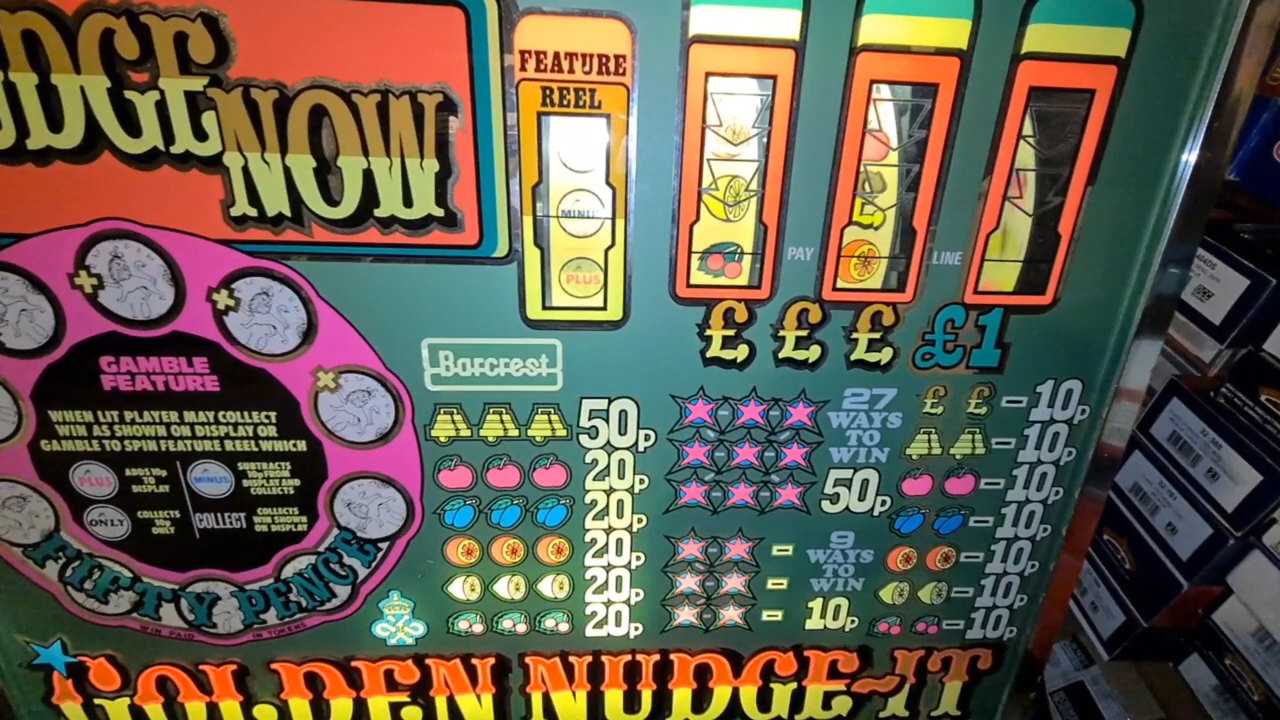 NUDGE NOW
FEATURE
REEL
MINUS
PLUS
PAY
LINE
£ £ £ £1
GAMBLE
FEATURE
WHEN LIT PLAYER MAY COLLECT
WIN AS SHOWN ON DISPLAY OR
GAMBLE TO SPIN FEATURE REEL WHICH
PLUS
ADDS 10p
TO
DISPLAY
MINUS
SUBTRACTS
10p FROM
DISPLAY AND
COLLECTS
ONLY
COLLECTS
10p
ONLY
COLLECT
COLLECTS
WIN SHOWN
ON DISPLAY
FIFTY PENCE
WIN PAID IN TOKENS
Barcrest
50p
20p
20p
20p
20p
20p
27
WAYS
TO
WIN
50p
9
WAYS
TO
WIN
10p
£ £ -10p
-10p
-10p
-10p
-10p
-10p
-10p
GOLDEN NUDGE-IT